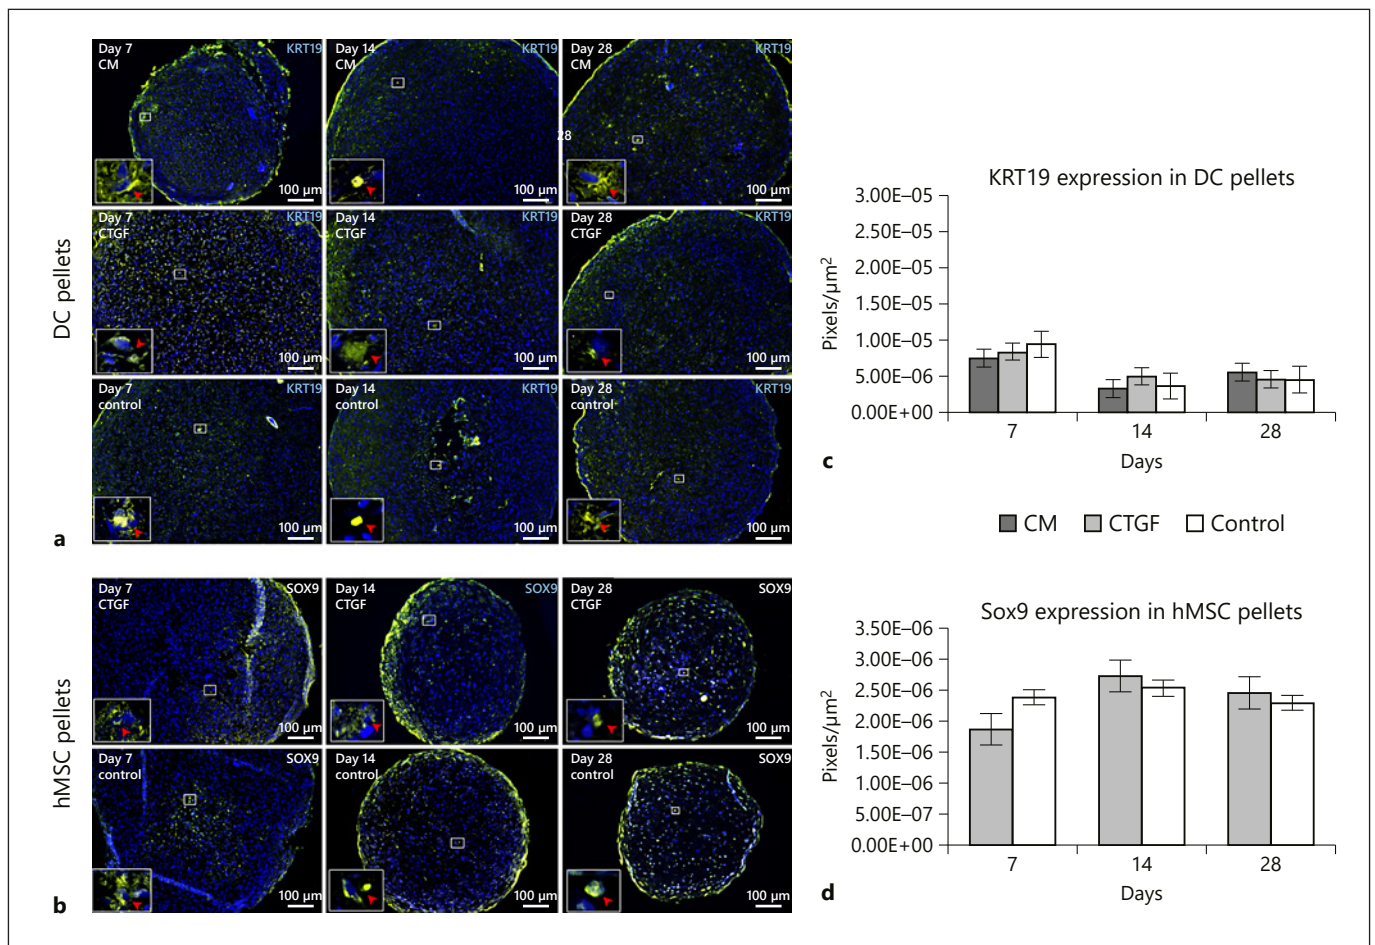 Day 7
CM
KRT19
100 µm
Day 14
CM
KRT19
100 µm
Day 28
CM
KRT19
28
100 µm
Day 7
CTGF
KRT19
100 µm
Day 14
CTGF
KRT19
100 µm
Day 28
CTGF
KRT19
100 µm
Day 7
control
KRT19
100 µm
Day 14
control
KRT19
100 µm
Day 28
control
KRT19
100 µm
DC pellets
a
Day 7
CTGF
SOX9
100 µm
Day 14
CTGF
SOX9
100 µm
Day 28
CTGF
SOX9
100 µm
Day 7
control
SOX9
100 µm
Day 14
control
SOX9
100 µm
Day 28
control
SOX9
100 µm
hMSC pellets
b
KRT19 expression in DC pellets
3.00E–05
2.50E–05
2.00E–05
1.50E–05
1.00E–05
5.00E–06
0.00E+00
Pixels/µm²
7 14 28
Days
c
CM CTGF Control
Sox9 expression in hMSC pellets
3.50E–06
3.00E–06
2.50E–06
2.00E–06
1.50E–06
1.00E–06
5.00E–07
0.00E+00
Pixels/µm²
7 14 28
Days
d